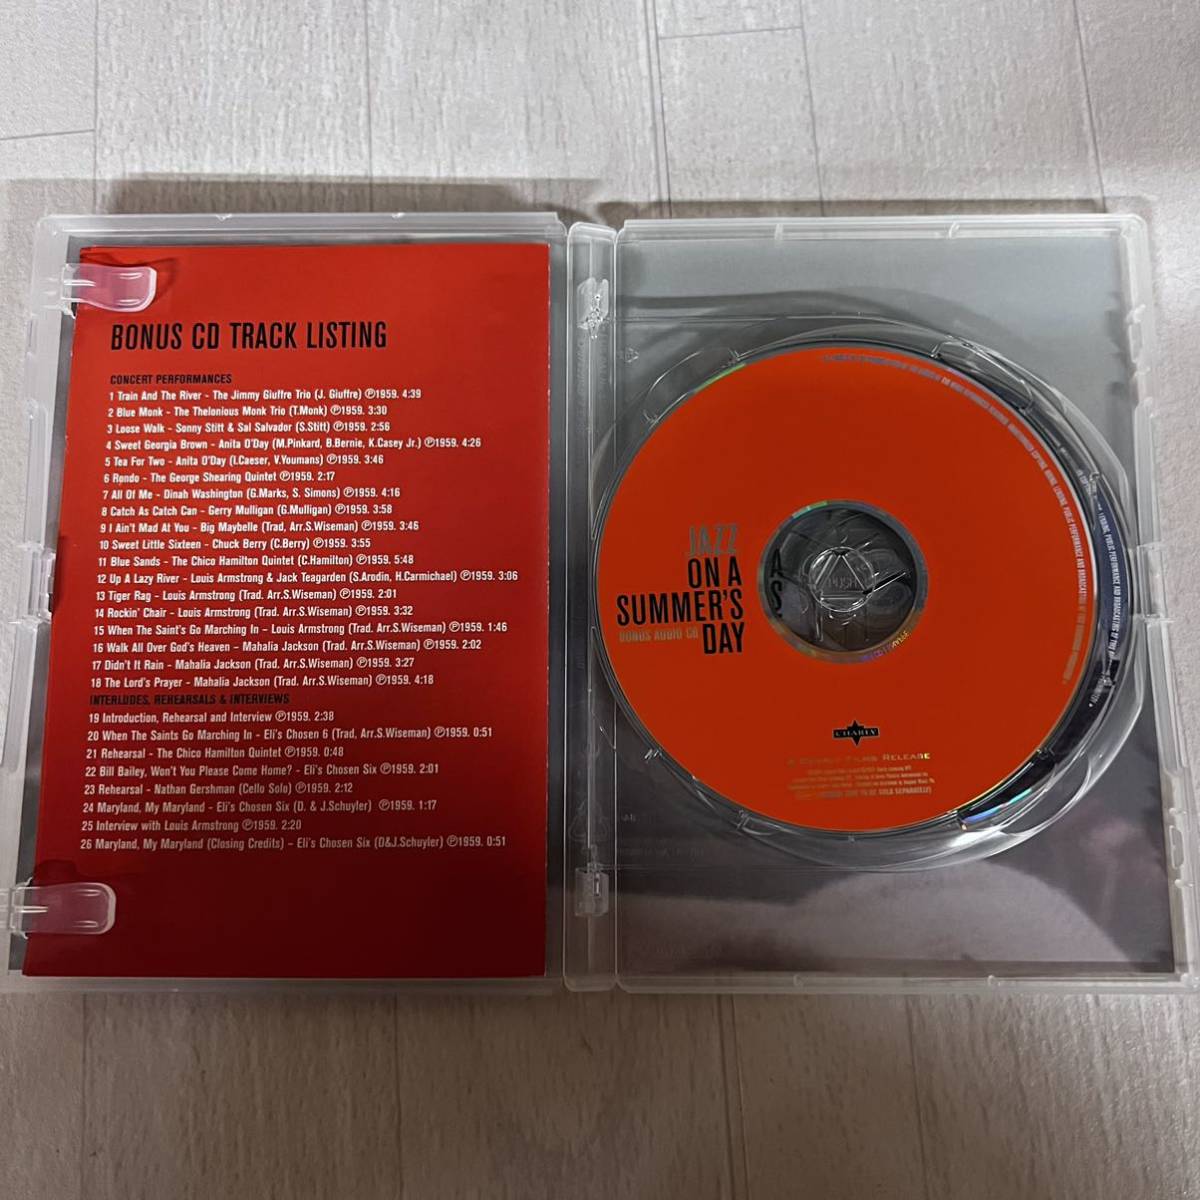 BONUS CD TRACK LISTING
CONCERT PERFORMANCES
1 Train And The River – The Jimmy Giuffre Trio (J. Giuffre) ℗1959. 4:39
2 Blue Monk – The Thelonious Monk Trio (T.Monk) ℗1959. 3:30
3 Loose Walk – Sonny Stitt & Sal Salvador (S.Stitt) ℗1959. 2:56
4 Sweet Georgia Brown – Anita O'Day (M.Pinkard, B.Bernie, K.Casey Jr.) ℗1959. 4:26
5 Tea For Two – Anita O'Day (I.Caeser, V.Youmans) ℗1959. 3:46
6 Rondo – The George Shearing Quintet ℗1959. 2:17
7 All Of Me – Dinah Washington (G.Marks, S. Simons) ℗1959. 4:16
8 Catch As Catch Can – Gerry Mulligan (G.Mulligan) ℗1959. 3:58
9 I Ain't Mad At You – Big Maybelle (Trad, Arr.S.Wiseman) ℗1959. 3:46
10 Sweet Little Sixteen – Chuck Berry (C.Berry) ℗1959. 3:55
11 Blue Sands – The Chico Hamilton Quintet (C.Hamilton) ℗1959. 5:48
12 Up A Lazy River – Louis Armstrong & Jack Teagarden (S.Arodin, H.Carmichael) ℗1959. 3:06
13 Tiger Rag – Louis Armstrong (Trad. Arr.S.Wiseman) ℗1959. 2:01
14 Rockin' Chair – Louis Armstrong (Trad. Arr.S.Wiseman) ℗1959. 3:32
15 When The Saint's Go Marching In – Louis Armstrong (Trad. Arr.S.Wiseman) ℗1959. 1:46
16 Walk All Over God's Heaven – Mahalia Jackson (Trad. Arr.S.Wiseman) ℗1959. 2:02
17 Didn't It Rain – Mahalia Jackson (Trad. Arr.S.Wiseman) ℗1959. 3:27
18 The Lord's Prayer – Mahalia Jackson (Trad. Arr.S.Wiseman) ℗1959. 4:18
INTERLUDES, REHEARSALS & INTERVIEWS
19 Introduction, Rehearsal and Interview ℗1959. 2:38
20 When The Saints Go Marching In – Eli's Chosen 6 (Trad, Arr.S.Wiseman) ℗1959. 0:51
21 Rehearsal – The Chico Hamilton Quintet ℗1959. 0:48
22 Bill Bailey, Won't You Please Come Home? – Eli's Chosen Six ℗1959. 2:01
23 Rehearsal – Nathan Gershman (Cello Solo) ℗1959. 2:12
24 Maryland, My Maryland – Eli's Chosen Six (D. & J.Schuyler) ℗1959. 1:17
25 Interview with Louis Armstrong ℗1959. 2:20
26 Maryland, My Maryland (Closing Credits) – Eli's Chosen Six (D&J.Schuyler) ℗1959. 0:51
JAZZ
ON A
SUMMER'S
DAY
BONUS AUDIO CD
PUSH
CHARLY
A CHARLY FILMS RELEASE